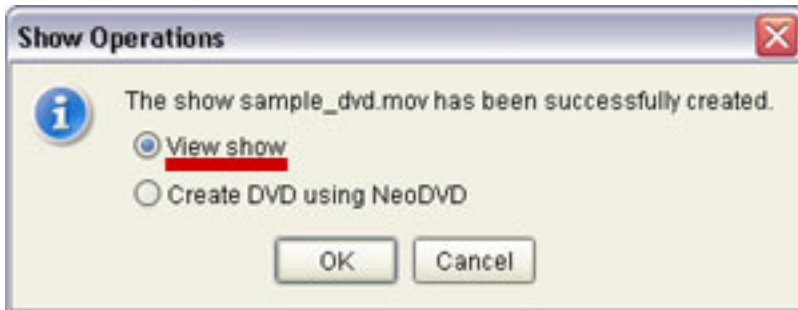 Show Operations
The show sample_dvd.mov has been successfully created.
View show
Create DVD using NeoDVD
OK Cancel